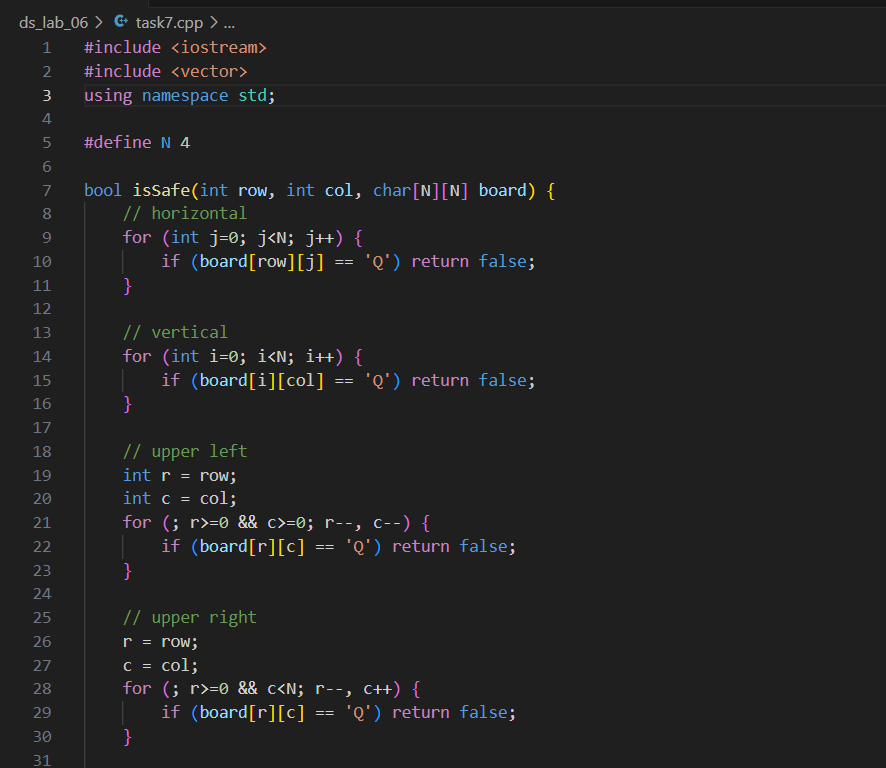 ds_lab_06 > task7.cpp > ...
1 #include <iostream>
2 #include <vector>
3 using namespace std;
4
5 #define N 4
6
7 bool isSafe(int row, int col, char[N][N] board) {
8     // horizontal
9     for (int j=0; j<N; j++) {
10         if (board[row][j] == 'Q') return false;
11     }
12
13     // vertical
14     for (int i=0; i<N; i++) {
15         if (board[i][col] == 'Q') return false;
16     }
17
18     // upper left
19     int r = row;
20     int c = col;
21     for (; r>=0 && c>=0; r--, c--) {
22         if (board[r][c] == 'Q') return false;
23     }
24
25     // upper right
26     r = row;
27     c = col;
28     for (; r>=0 && c<N; r--, c++) {
29         if (board[r][c] == 'Q') return false;
30     }
31